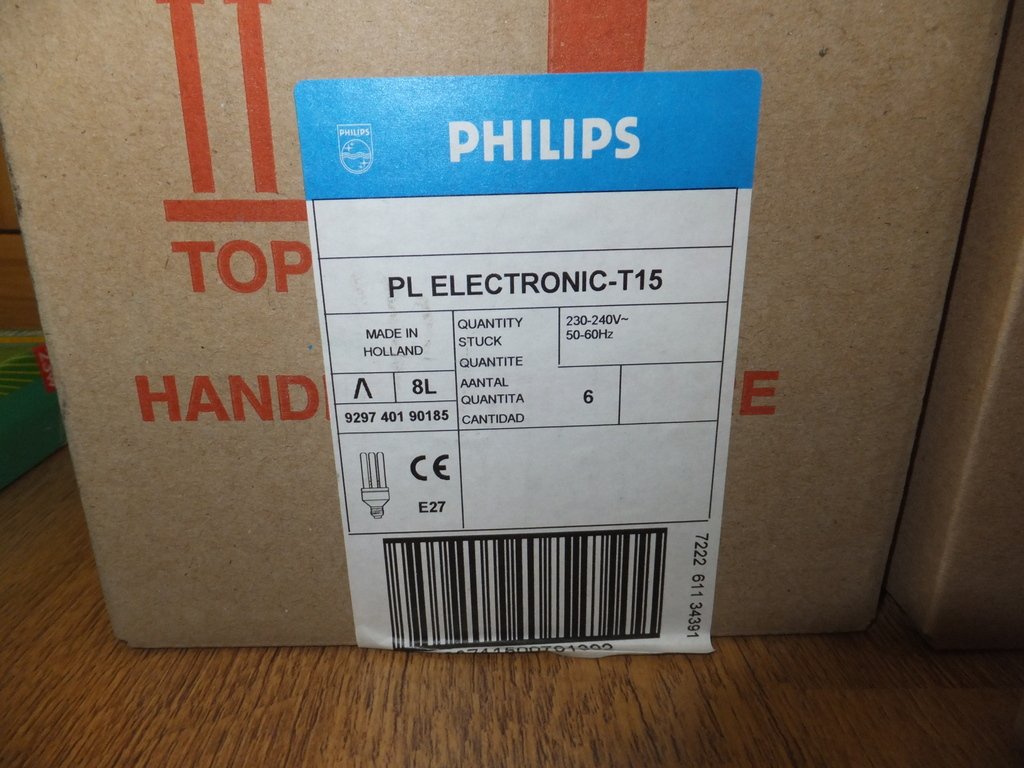 PHILIPS
PHILIPS
PL ELECTRONIC-T15
TOP
MADE IN
HOLLAND
QUANTITY
STUCK
QUANTITE
AANTAL
QUANTITA
CANTIDAD
230-240V~
50-60Hz
Λ
8L
6
9297 401 90185
HAND
E
CE
E27
7222 611 34391